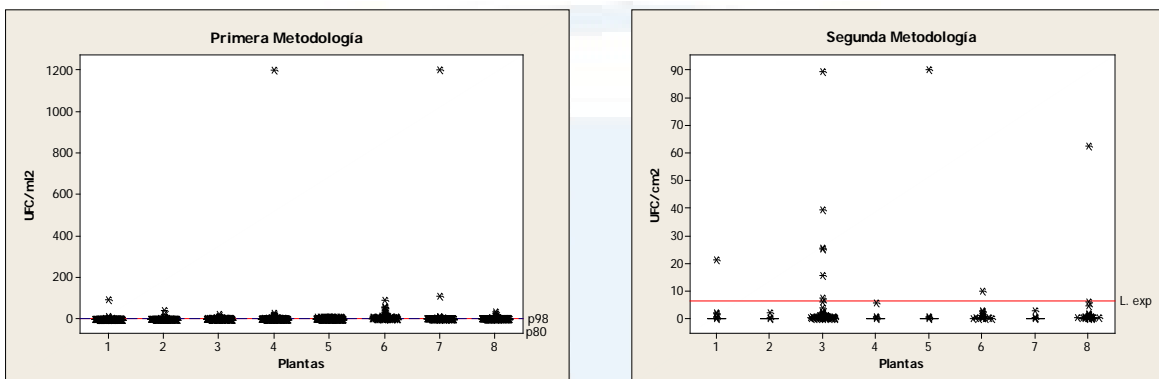 Primera Metodología
UFC/ml2
1200
1000
800
600
400
200
0
p98
p80
1 2 3 4 5 6 7 8
Plantas
Segunda Metodología
UFC/cm2
90
80
70
60
50
40
30
20
10
0
L. exp
1 2 3 4 5 6 7 8
Plantas